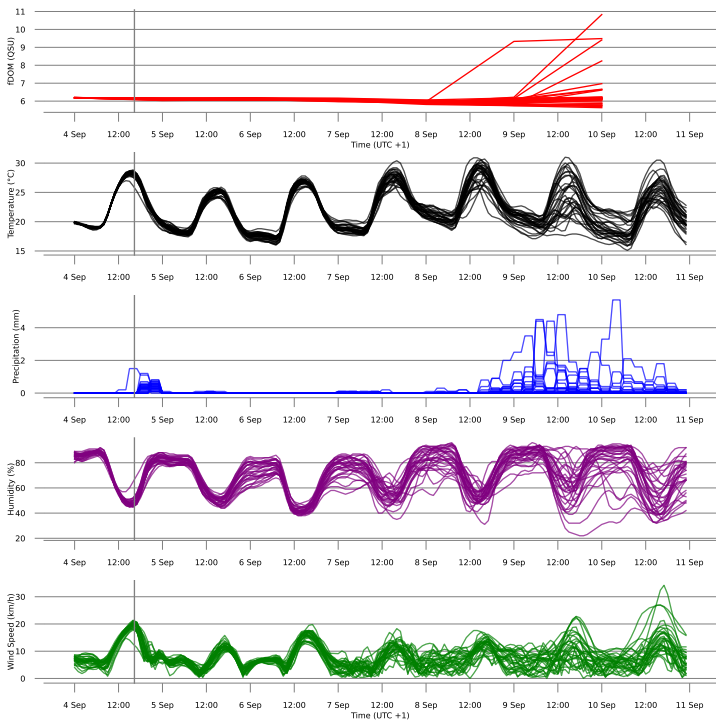 fDOM (QSU)
11
10
9
8
7
6
4 Sep 12:00 5 Sep 12:00 6 Sep 12:00 7 Sep 12:00 8 Sep 12:00 9 Sep 12:00 10 Sep 12:00 11 Sep
Time (UTC +1)
Temperature (°C)
30
25
20
15
4 Sep 12:00 5 Sep 12:00 6 Sep 12:00 7 Sep 12:00 8 Sep 12:00 9 Sep 12:00 10 Sep 12:00 11 Sep
Precipitation (mm)
4
2
0
4 Sep 12:00 5 Sep 12:00 6 Sep 12:00 7 Sep 12:00 8 Sep 12:00 9 Sep 12:00 10 Sep 12:00 11 Sep
Humidity (%)
80
60
40
20
4 Sep 12:00 5 Sep 12:00 6 Sep 12:00 7 Sep 12:00 8 Sep 12:00 9 Sep 12:00 10 Sep 12:00 11 Sep
Wind Speed (km/h)
30
20
10
0
4 Sep 12:00 5 Sep 12:00 6 Sep 12:00 7 Sep 12:00 8 Sep 12:00 9 Sep 12:00 10 Sep 12:00 11 Sep
Time (UTC +1)